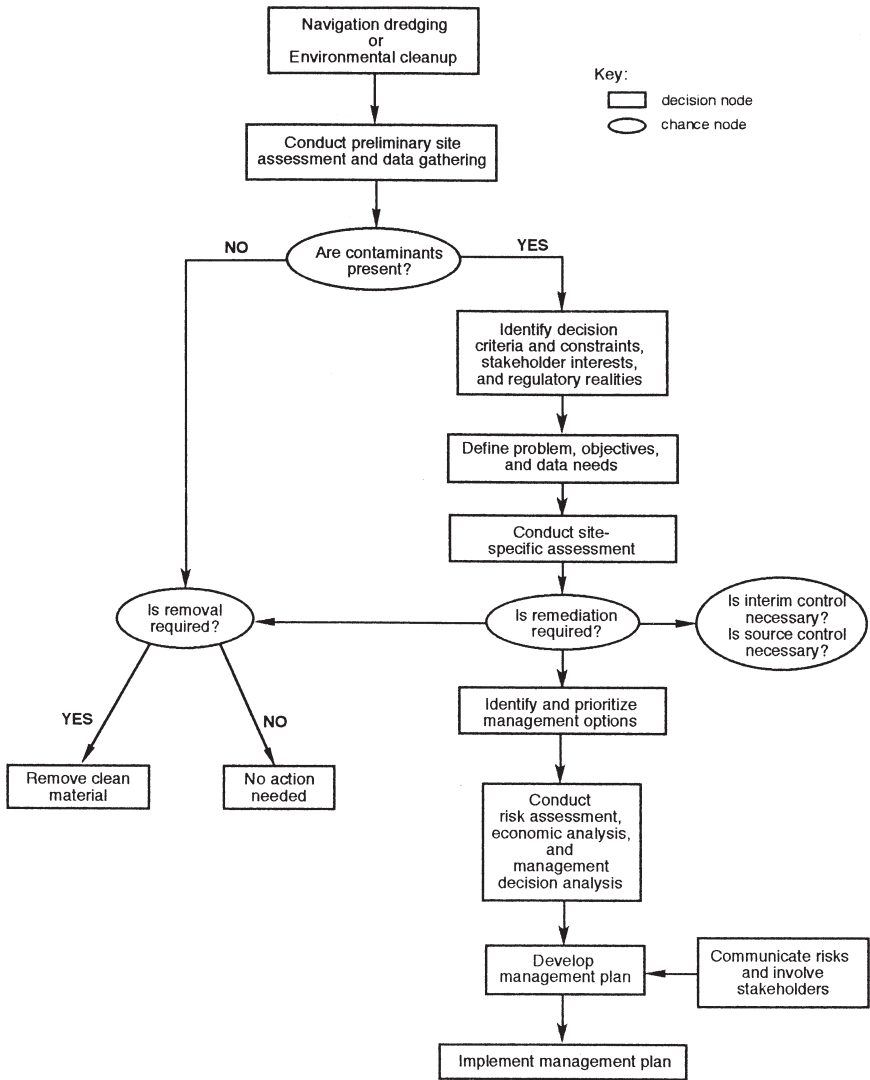 Navigation dredging
or
Environmental cleanup
Key:
decision node
chance node
Conduct preliminary site
assessment and data gathering
NO
YES
Are contaminants
present?
Identify decision
criteria and constraints,
stakeholder interests,
and regulatory realities
Define problem, objectives,
and data needs
Conduct site-
specific assessment
Is removal
required?
Is remediation
required?
Is interim control
necessary?
Is source control
necessary?
Identify and prioritize
management options
YES
NO
Remove clean
material
No action
needed
Conduct
risk assessment,
economic analysis,
and
management
decision analysis
Develop
management plan
Communicate risks
and involve
stakeholders
Implement management plan